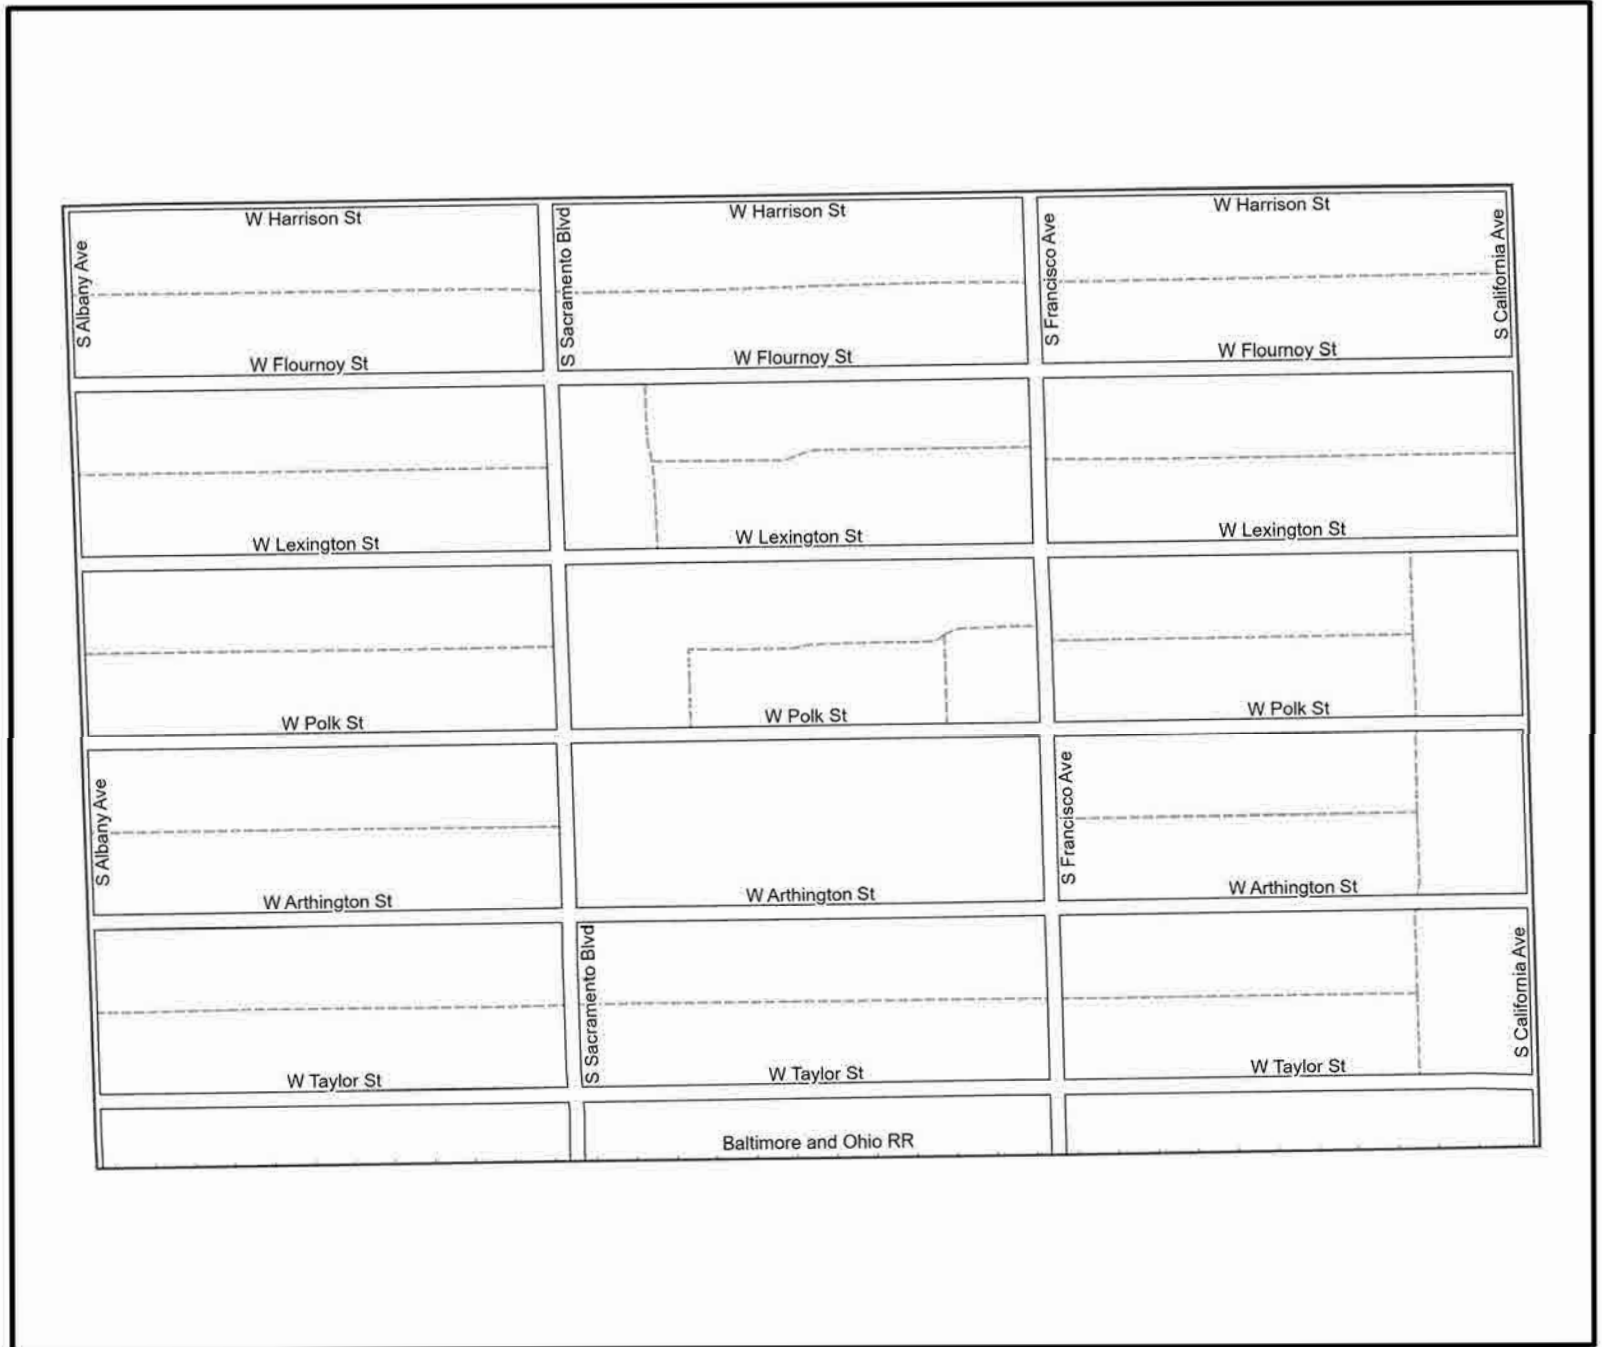 W Harrison St
W Harrison St
W Harrison St
S Albany Ave
S Sacramento Blvd
S Francisco Ave
S California Ave
W Flournoy St
W Flournoy St
W Flournoy St
W Lexington St
W Lexington St
W Lexington St
W Polk St
W Polk St
W Polk St
S Albany Ave
S Francisco Ave
W Arthington St
W Arthington St
W Arthington St
S Sacramento Blvd
S California Ave
W Taylor St
W Taylor St
W Taylor St
Baltimore and Ohio RR